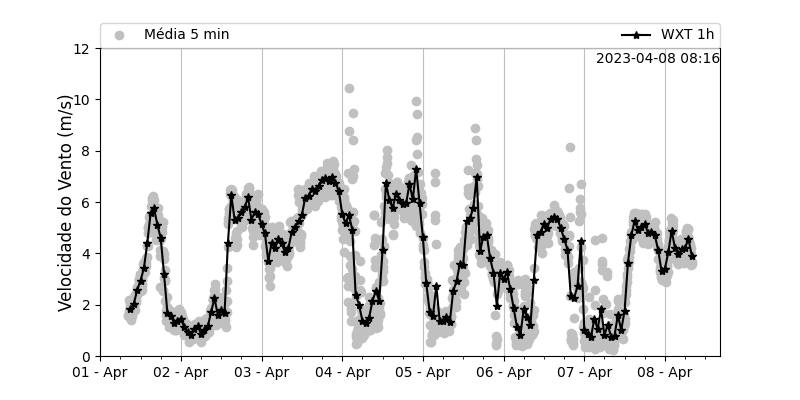 Média 5 min
WXT 1h
2023-04-08 08:16
Velocidade do Vento (m/s)
12
10
8
6
4
2
0
01 - Apr
02 - Apr
03 - Apr
04 - Apr
05 - Apr
06 - Apr
07 - Apr
08 - Apr